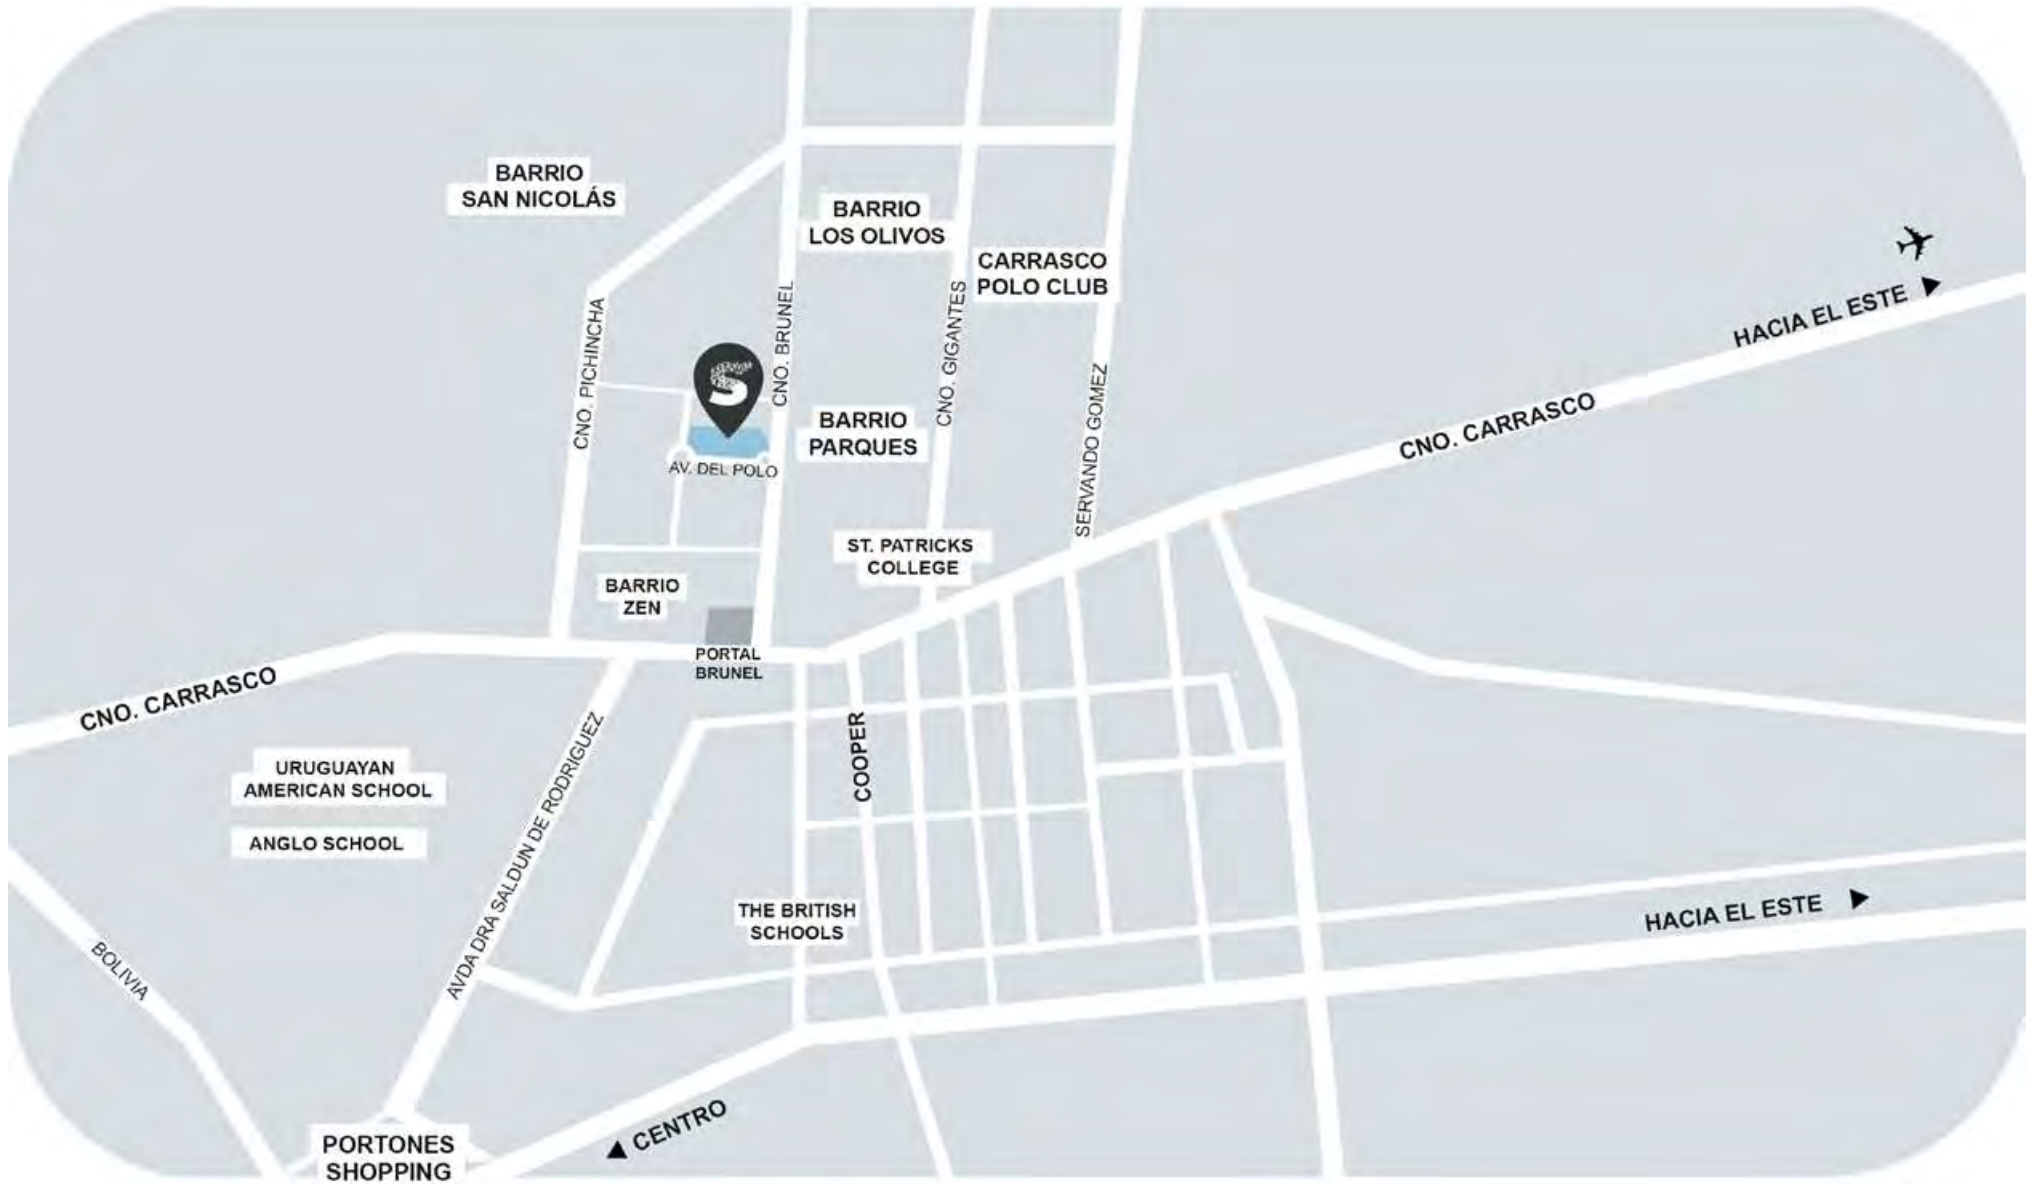 BARRIO
SAN NICOLÁS
BARRIO
LOS OLIVOS
CARRASCO
POLO CLUB
HACIA EL ESTE
CNO. PICHINCHA
S
CNO. BRUNEL
CNO. GIGANTES
SERVANDO GOMEZ
CNO. CARRASCO
BARRIO
PARQUES
AV. DEL POLO
ST. PATRICKS
COLLEGE
BARRIO
ZEN
PORTAL
BRUNEL
CNO. CARRASCO
URUGUAYAN
AMERICAN SCHOOL
ANGLO SCHOOL
AVDA DRA SALDUN DE RODRIGUEZ
COOPER
THE BRITISH
SCHOOLS
HACIA EL ESTE
BOLIVIA
CENTRO
PORTONES
SHOPPING